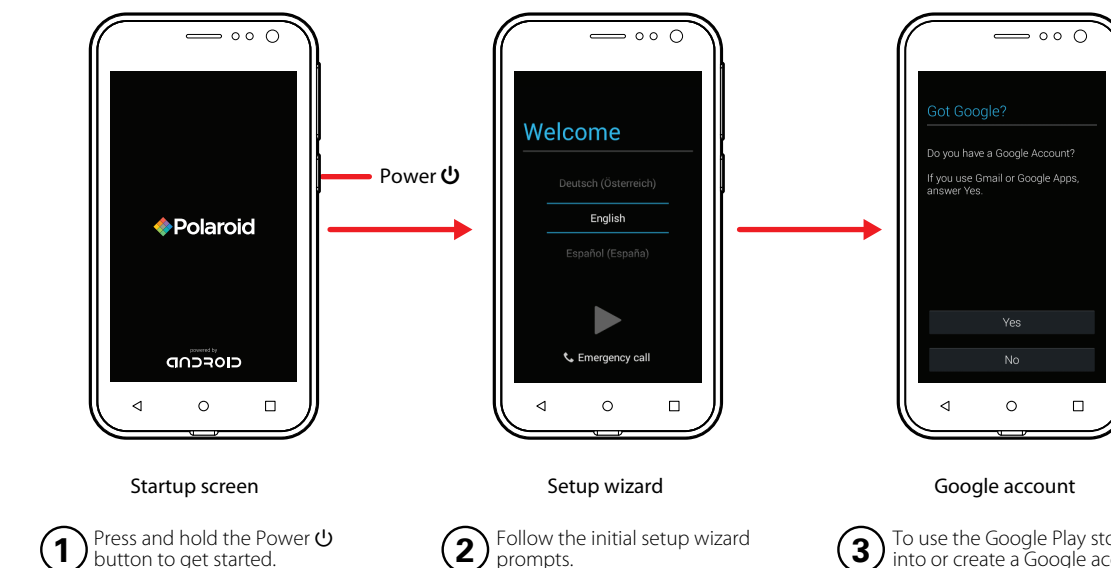 Polaroid
powered by
android
Power
Welcome
Deutsch (Österreich)
English
Español (España)
Emergency call
Got Google?
Do you have a Google Account?
If you use Gmail or Google Apps,
answer Yes.
Yes
No
Startup screen
Setup wizard
Google account
1
Press and hold the Power
button to get started.
2
Follow the initial setup wizard
prompts.
3
To use the Google Play
into or create a Google